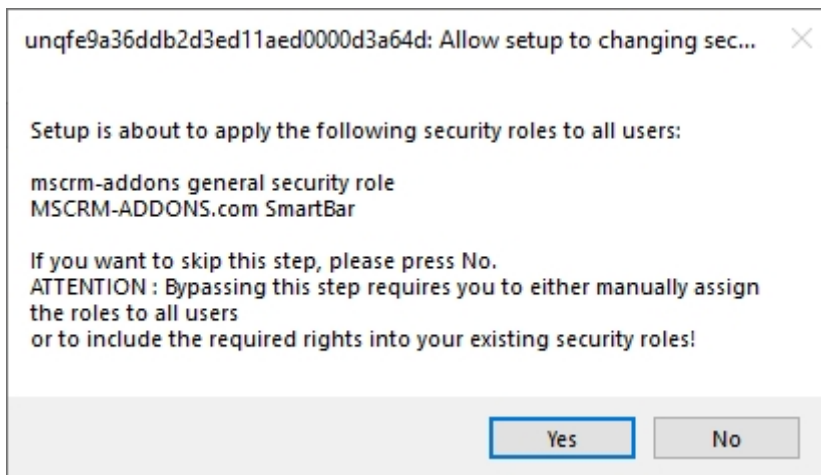 unqfe9a36ddb2d3ed11aed0000d3a64d: Allow setup to changing sec...
Setup is about to apply the following security roles to all users:
mscrm-addons general security role
MSCRM-ADDONS.com SmartBar
If you want to skip this step, please press No.
ATTENTION : Bypassing this step requires you to either manually assign
the roles to all users
or to include the required rights into your existing security roles!
Yes
No